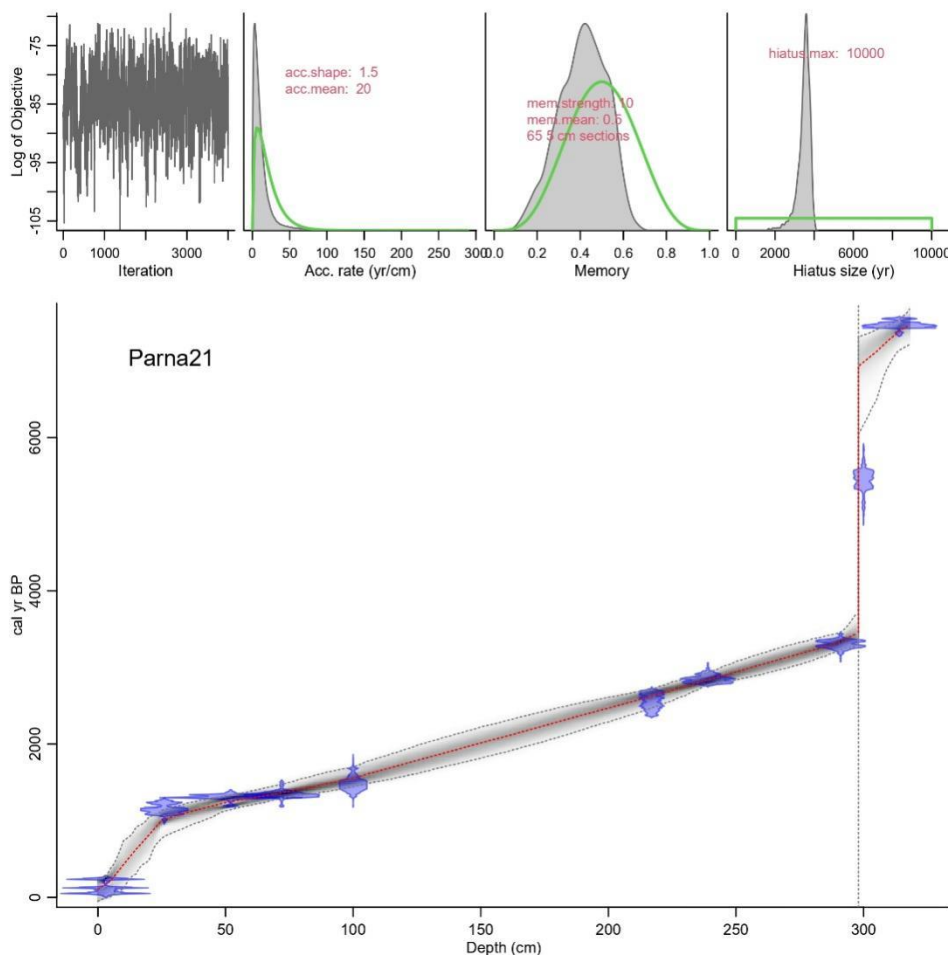 -75
-85
-95
-105
Log of Objective
0 1000 3000
Iteration
acc.shape: 1.5
acc.mean: 20
0 50 100 150 200 250 300
Acc. rate (yr/cm)
mem.strength: 10
mem.mean: 0.5
65 5 cm sections
0.0 0.2 0.4 0.6 0.8 1.0
Memory
hiatus.max: 10000
0 2000 6000 10000
Hiatus size (yr)
Parna21
6000
4000
2000
0
cal yr BP
0 50 100 150 200 250 300
Depth (cm)